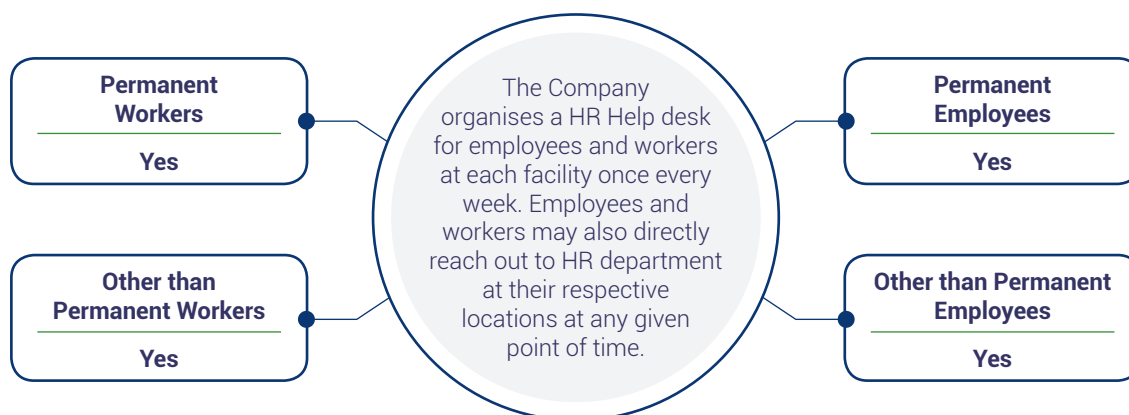 Permanent
Workers
Yes
Other than
Permanent Workers
Yes
The Company
organises a HR Help desk
for employees and workers
at each facility once every
week. Employees and
workers may also directly
reach out to HR department
at their respective
locations at any given
point of time.
Permanent
Employees
Yes
Other than Permanent
Employees
Yes